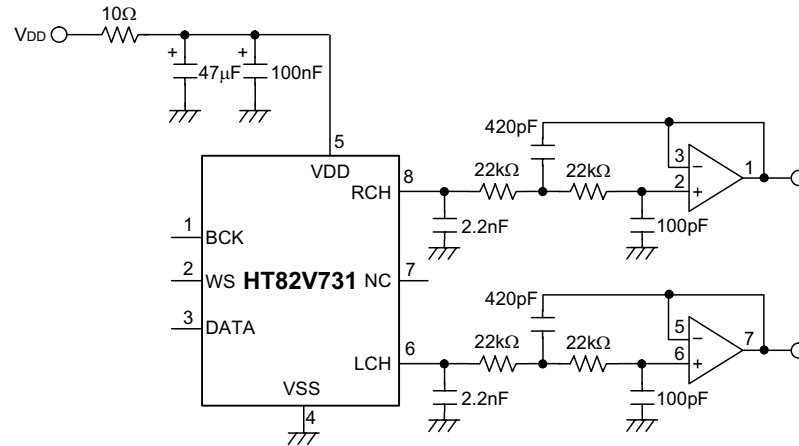 10Ω
VDD
+
47µF
+
100nF
5
VDD
420pF
8
RCH
22kΩ
22kΩ
3
−
1
2
+
2.2nF
100pF
1
BCK
2
WS
HT82V731
NC
7
3
DATA
420pF
6
LCH
22kΩ
22kΩ
5
−
7
6
+
2.2nF
100pF
VSS
4